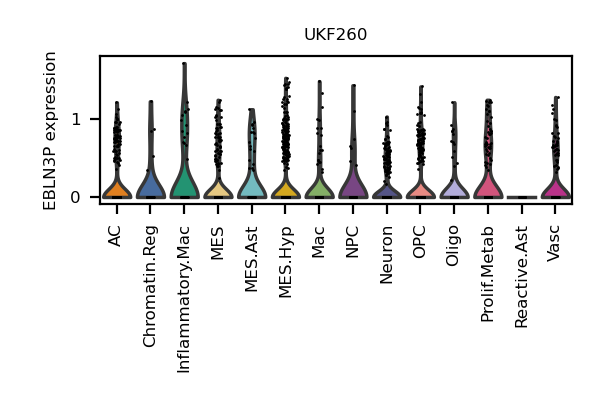 UKF260
EBLN3P expression
1
0
AC
Chromatin.Reg
Inflammatory.Mac
MES
MES.Ast
MES.Hyp
Mac
NPC
Neuron
OPC
Oligo
Prolif.Metab
Reactive.Ast
Vasc